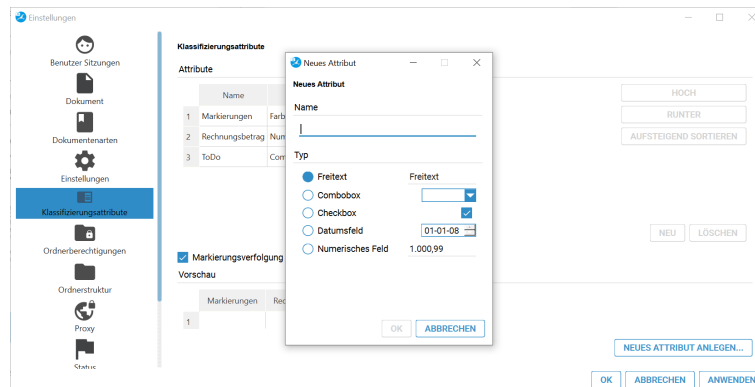 Einstellungen
Benutzer Sitzungen
Dokument
Dokumentenarten
Einstellungen
Klassifizierungsattribute
Ordnerberechtigungen
Ordnerstruktur
Proxy
Status
Klassifizierungsattribute
Attribute
Name
1 Markierungen Farb
2 Rechnungsbetrag Num
3 ToDo Com
Markierungsverfolgung
Vorschau
Markierungen Rec
1
Neues Attribut
Neues Attribut
Name
Typ
Freitext Freitext
Combobox
Checkbox
Datumsfeld 01-01-08
Numerisches Feld 1.000,99
OK ABBRECHEN
HOCH
RUNTER
AUFSTEIGEND SORTIEREN
NEU LÖSCHEN
NEUES ATTRIBUT ANLEGEN...
OK ABBRECHEN ANWENDEN